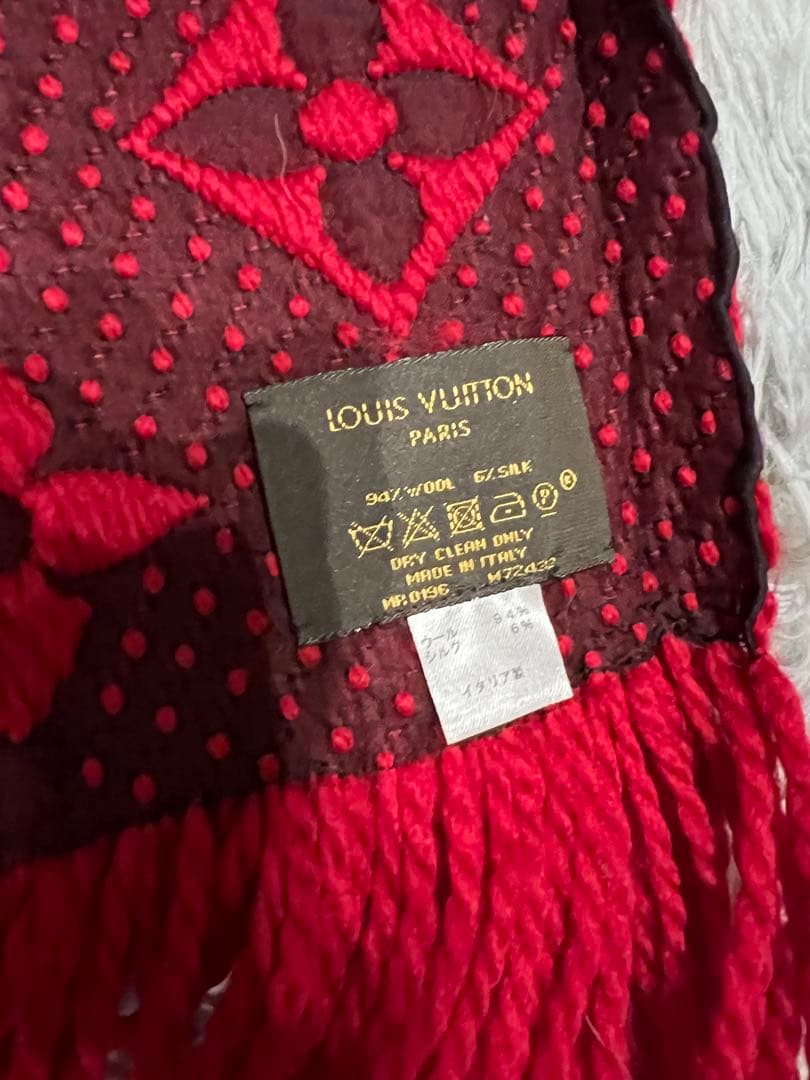 LOUIS VUITTON
PARIS
94% WOOL 6% SILK
P
DRY CLEAN ONLY
MADE IN ITALY
MP.0196 M72432
ウール 94%
シルク 6%
イタリア製